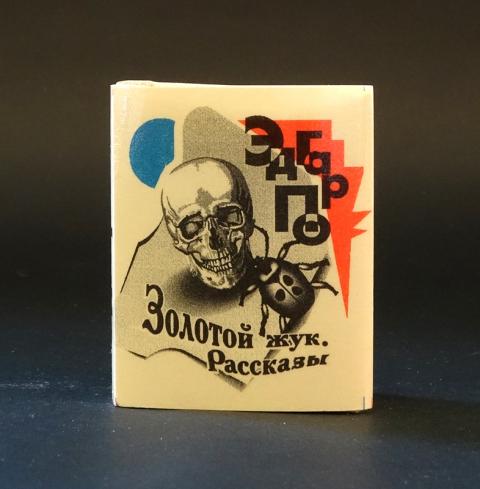 Эдгар
По
Золотой жук.
Рассказы